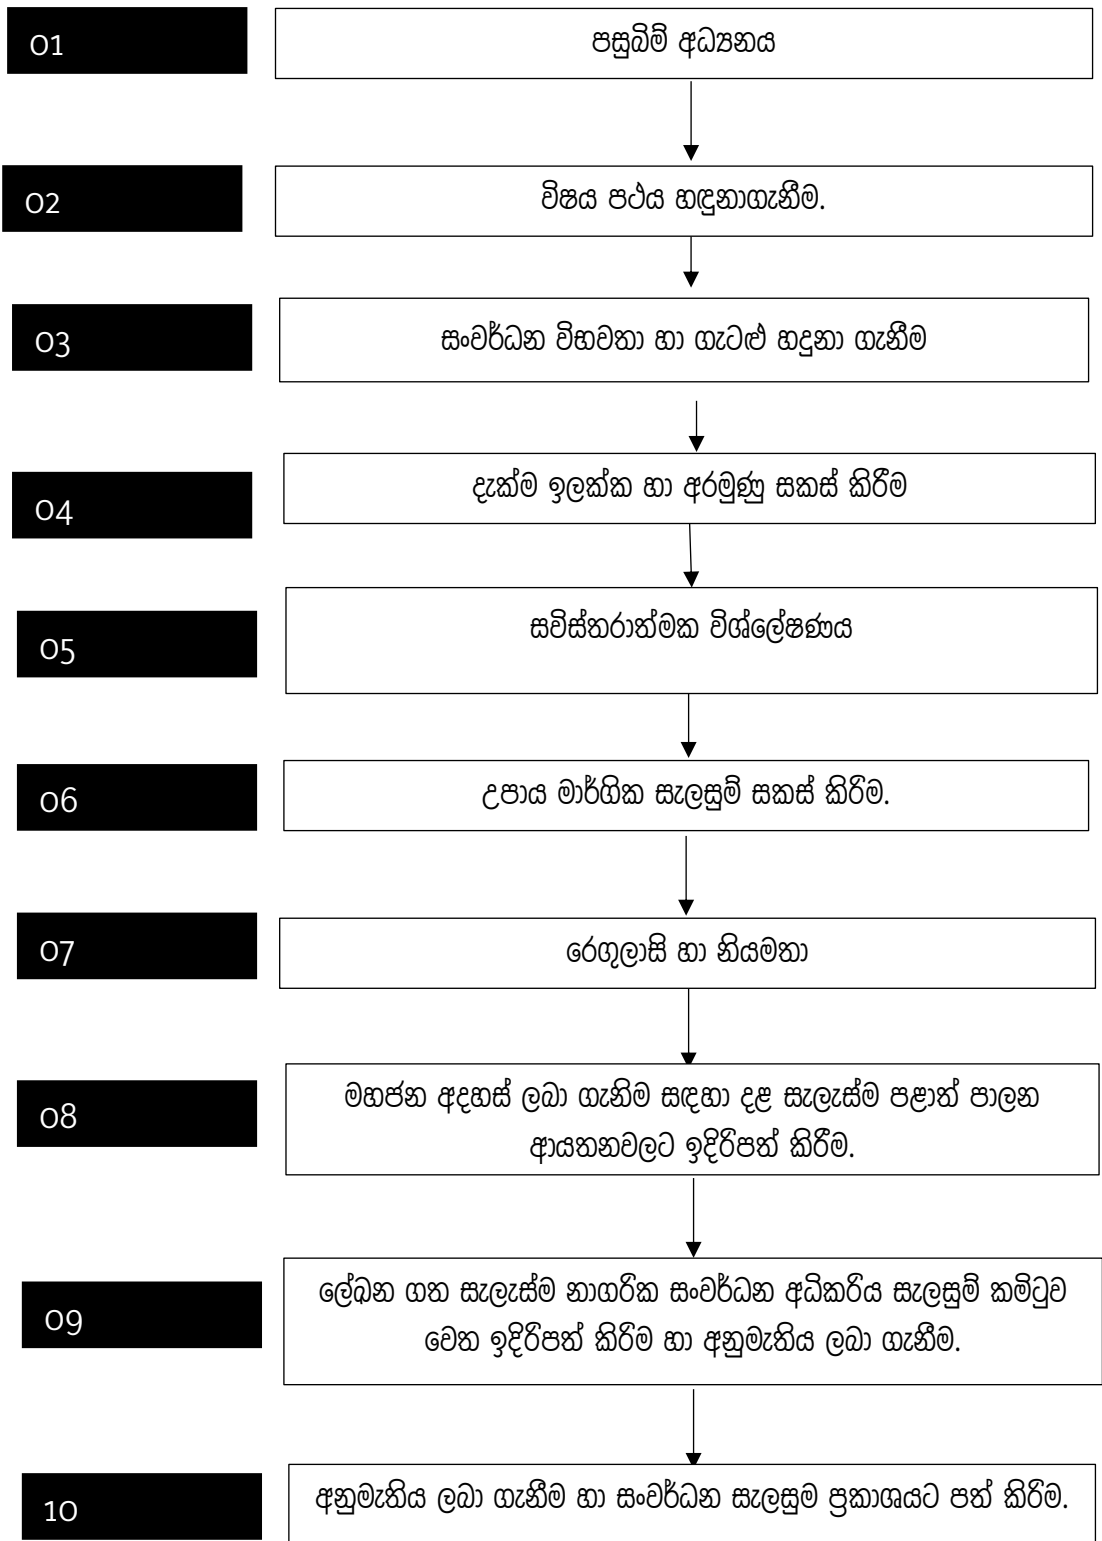 01
පසුබිම් අධ්‍යනය
02
විෂය පථය හඳුනාගැනීම.
03
සංවර්ධන විභවතා හා ගැටළු හදුනා ගැනීම
04
දැක්ම ඉලක්ක හා අරමුණු සකස් කිරීම
05
සවිස්තරාත්මක විශ්ලේෂණය
06
උපාය මාර්ගික සැලසුම් සකස් කිරිම.
07
රෙගුලාසි හා නියමතා
08
මහජන අදහස් ලබා ගැනිම සඳහා දළ සැලැස්ම පළාත් පාලන
ආයතනවලට ඉදිරිපත් කිරීම.
09
ලේඛන ගත සැලැස්ම නාගරික සංවර්ධන අධිකරිය සැලසුම් කමිටුව
වෙත ඉදිරිපත් කිරිම හා අනුමැතිය ලබා ගැනීම.
10
අනුමැතිය ලබා ගැනීම හා සංවර්ධන සැලසුම ප්‍රකාශයට පත් කිරිම.